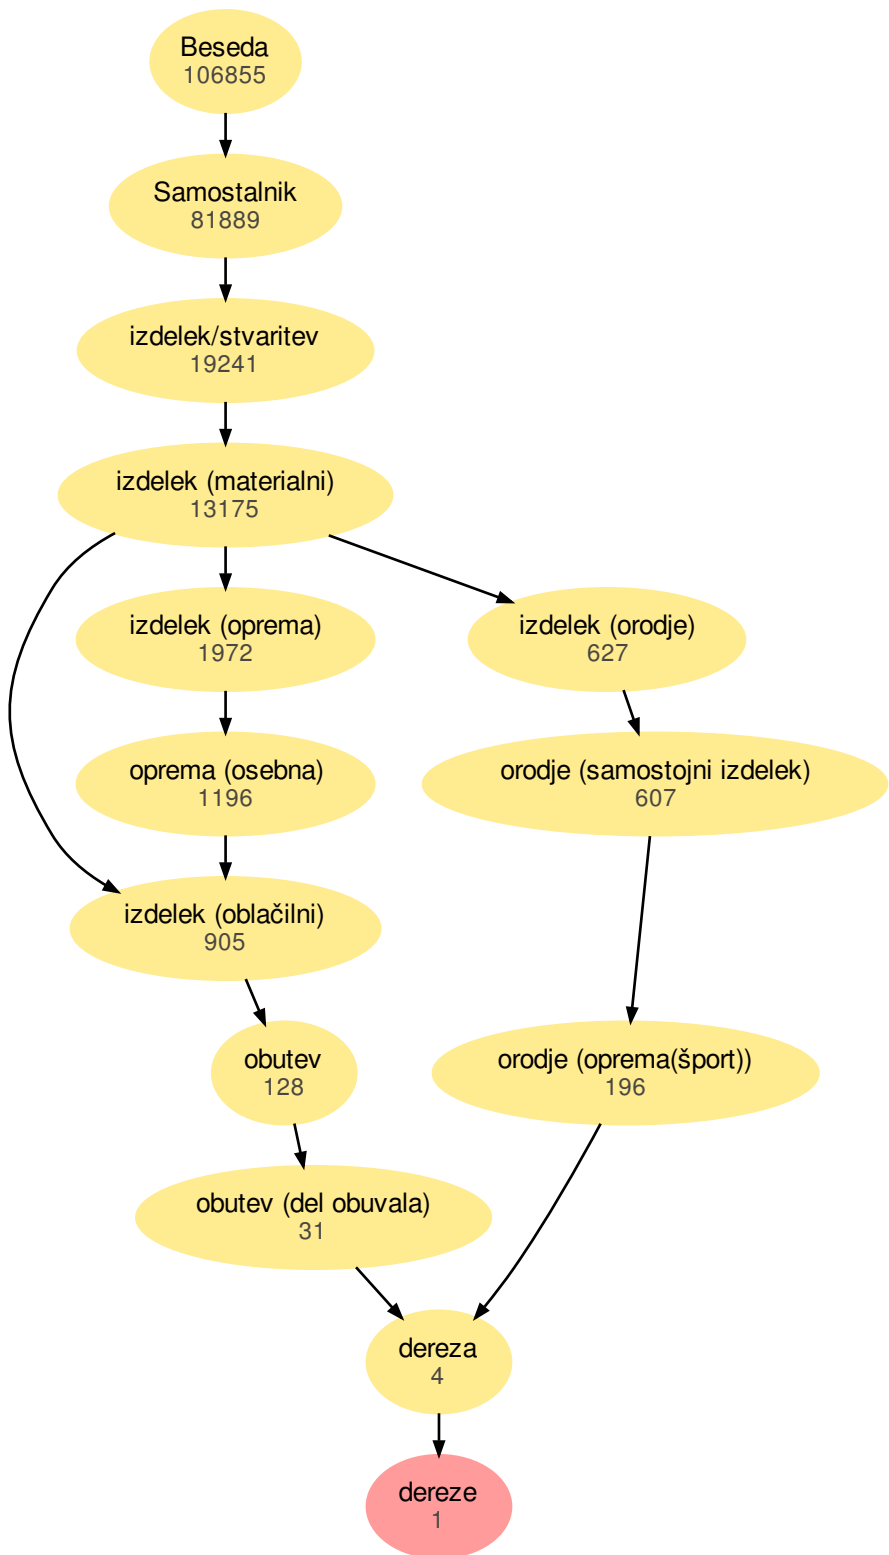 Beseda
106855
Samostalnik
81889
izdelek/stvaritev
19241
izdelek (materialni)
13175
izdelek (oprema)
1972
izdelek (orodje)
627
oprema (osebna)
1196
orodje (samostojni izdelek)
607
izdelek (oblačilni)
905
obutev
128
orodje (oprema(šport))
196
obutev (del obuvala)
31
dereza
4
dereze
1